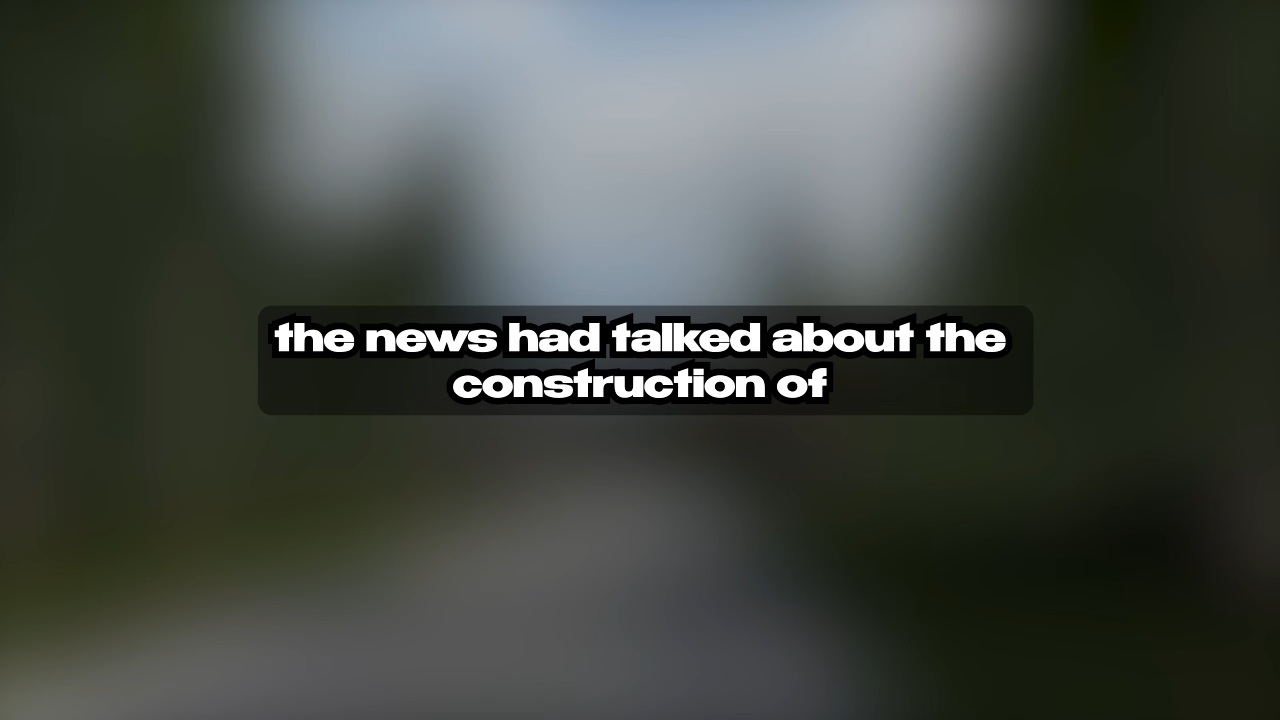 the news had talked about the
construction of